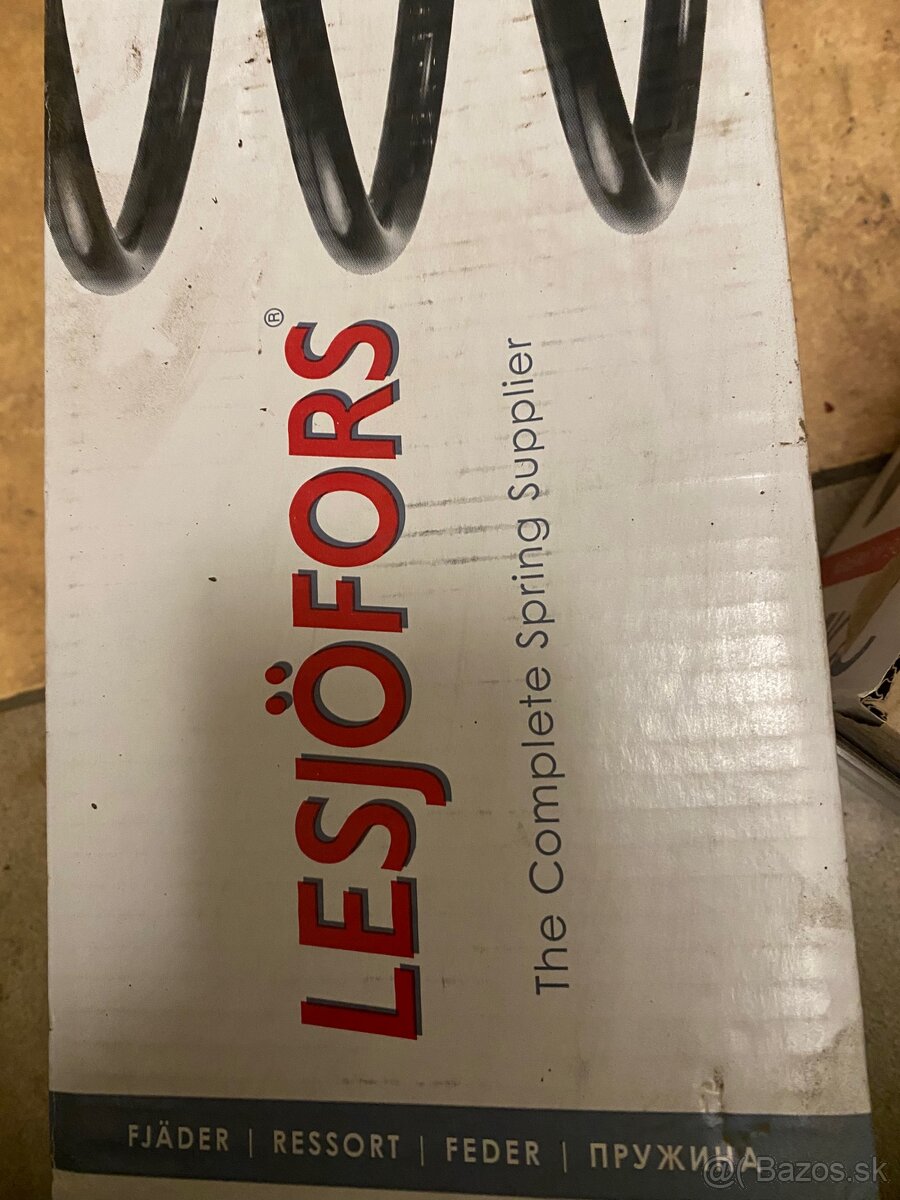 LESJÖFORS®
The Complete Spring Supplier
FJÄDER | RESSORT | FEDER | ПРУЖИНА
@Bazos.sk